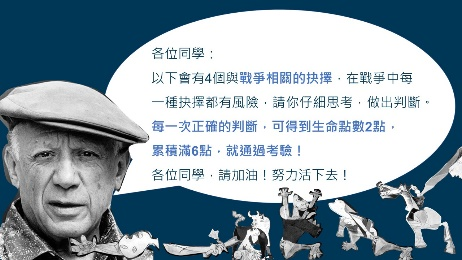 各位同學：
以下會有4個與戰爭相關的抉擇，在戰爭中每
一種抉擇都有風險，請你仔細思考，做出判斷。
每一次正確的判斷，可得到生命點數2點，
累積滿6點，就通過考驗！
各位同學，請加油！努力活下去！